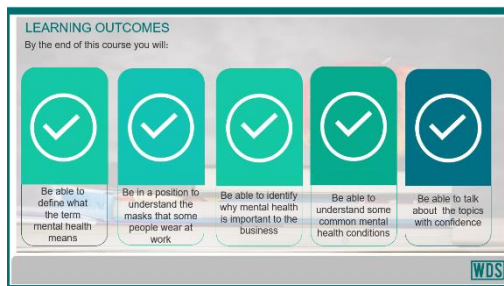 LEARNING OUTCOMES
By the end of this course you will:
Be able to
define what
the term
mental health
means
Be in a position to
understand the
masks that some
people wear at
work
Be able to identify
why mental health
is important to the
business
Be able to
understand some
common mental
health conditions
Be able to talk
about the topics
with confidence
WDS